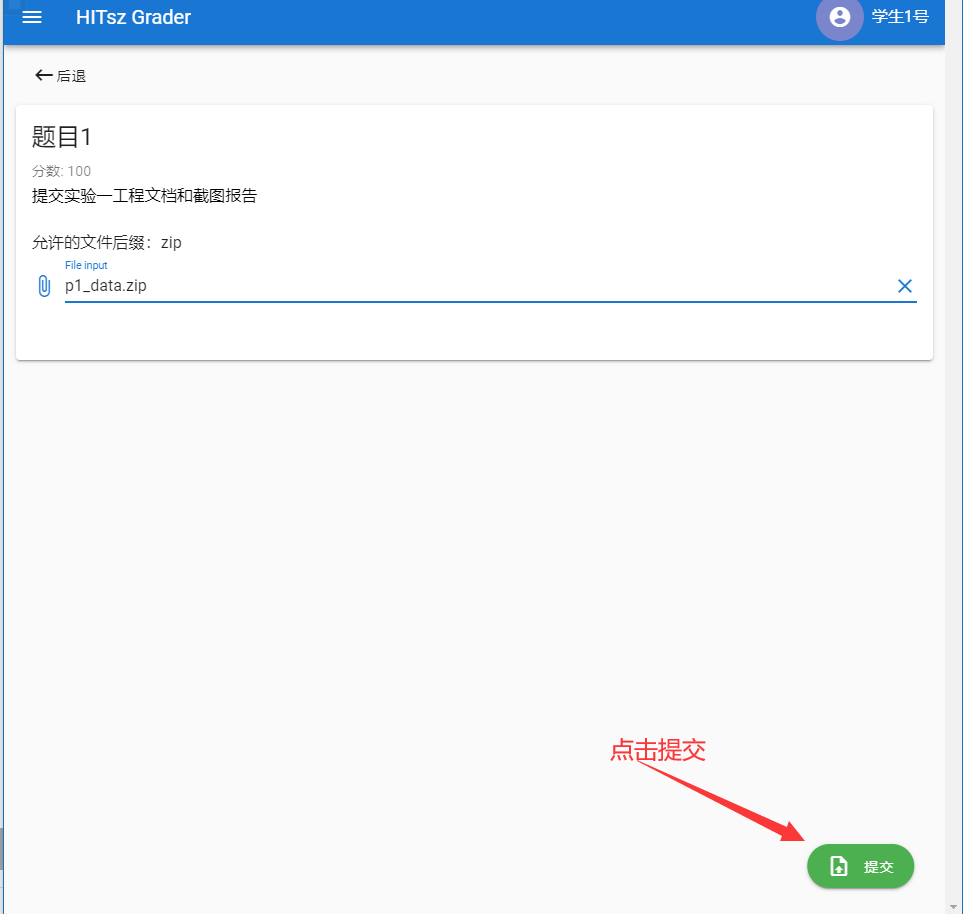 HITsz Grader
学生1号
后退
题目1
分数: 100
提交实验一工程文档和截图报告
允许的文件后缀：zip
File input
p1_data.zip
点击提交
提交